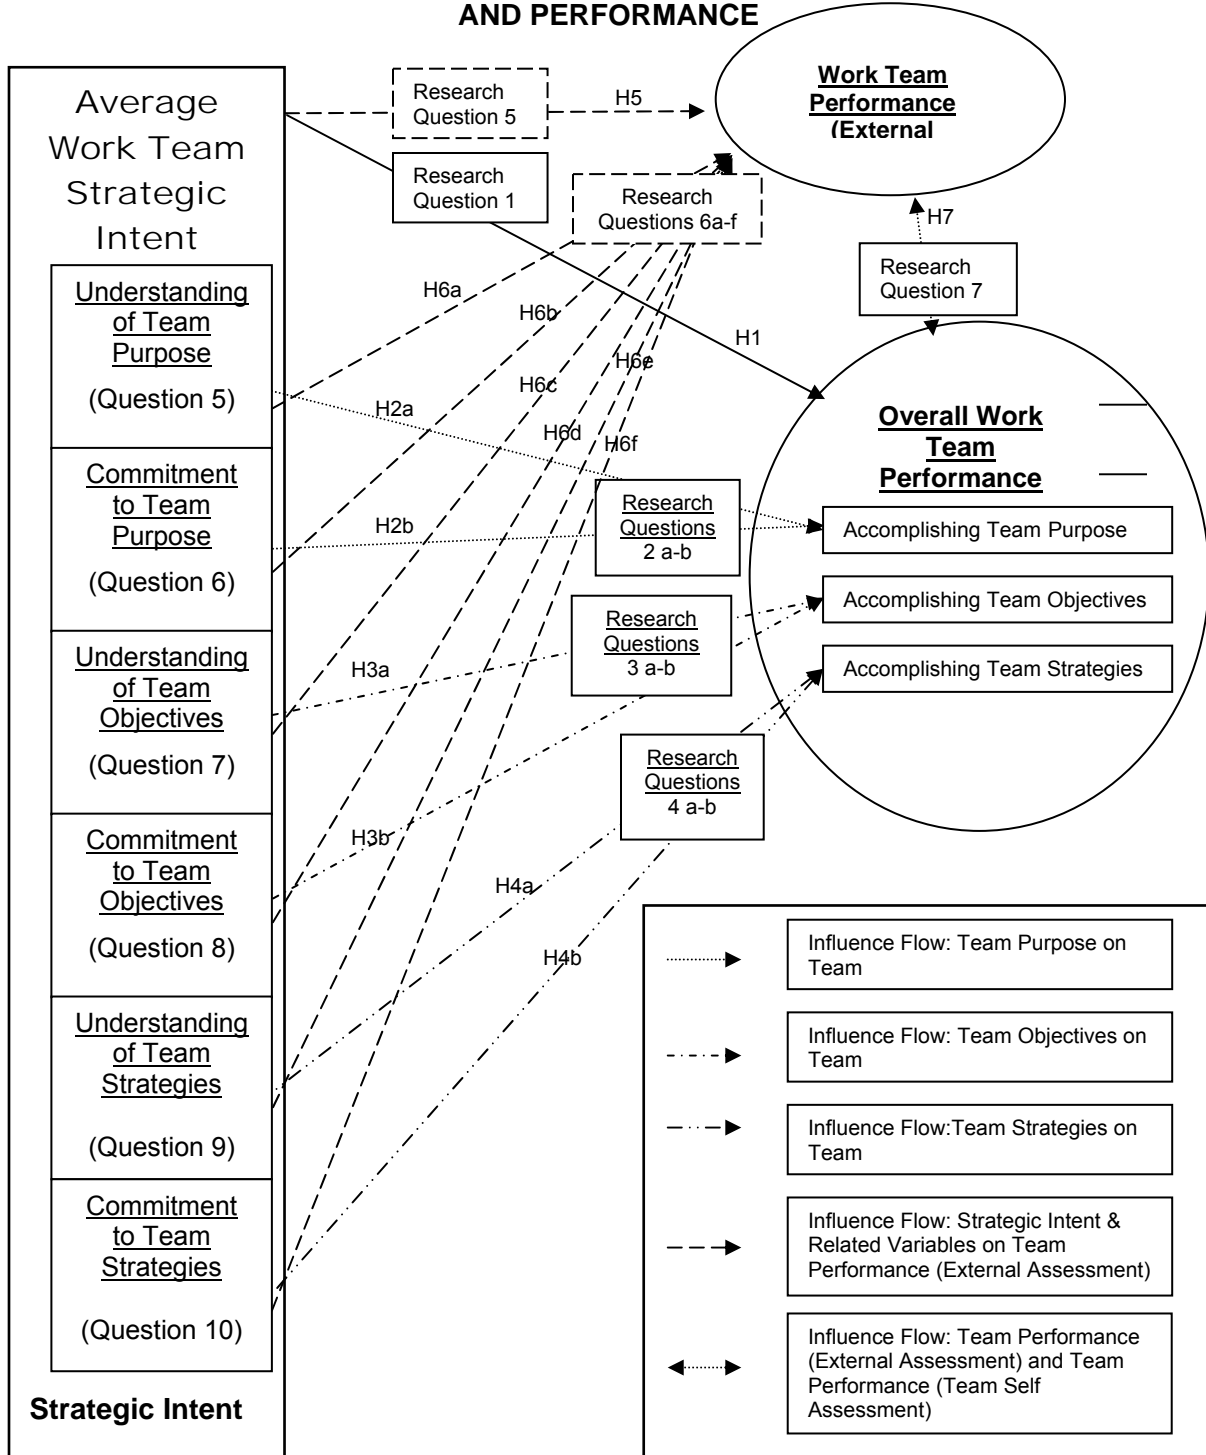 AND PERFORMANCE
Average
Work Team
Strategic
Intent
Understanding
of Team
Purpose
(Question 5)
Commitment
to Team
Purpose
(Question 6)
Understanding
of Team
Objectives
(Question 7)
Commitment
to Team
Objectives
(Question 8)
Understanding
of Team
Strategies
(Question 9)
Commitment
to Team
Strategies
(Question 10)
Strategic Intent
Research
Question 5
H5
Research
Question 1
H1
Research
Questions 6a-f
H6a
H6b
H6c
H6d
H6e
H6f
H2a
H2b
Research
Questions
2 a-b
H3a
H3b
Research
Questions
3 a-b
H4a
H4b
Research
Questions
4 a-b
Work Team
Performance
(External
H7
Research
Question 7
Overall Work
Team
Performance
Accomplishing Team Purpose
Accomplishing Team Objectives
Accomplishing Team Strategies
Influence Flow: Team Purpose on
Team
Influence Flow: Team Objectives on
Team
Influence Flow:Team Strategies on
Team
Influence Flow: Strategic Intent &
Related Variables on Team
Performance (External Assessment)
Influence Flow: Team Performance
(External Assessment) and Team
Performance (Team Self
Assessment)